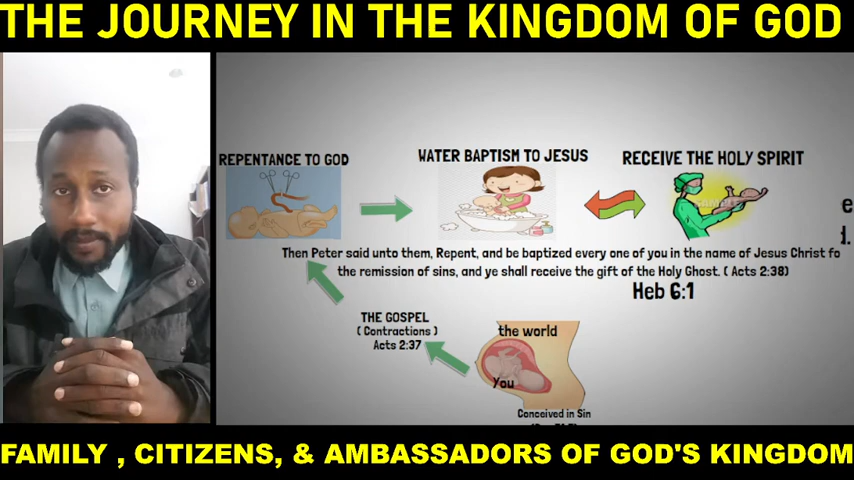 THE JOURNEY IN THE KINGDOM OF GOD
REPENTANCE TO GOD
WATER BAPTISM TO JESUS
RECEIVE THE HOLY SPIRIT
SAMPLE
e
d.
Then Peter said unto them, Repent, and be baptized every one of you in the name of Jesus Christ fo
the remission of sins, and ye shall receive the gift of the Holy Ghost. ( Acts 2:38)
Heb 6:1
THE GOSPEL
( Contractions )
Acts 2:37
the world
You
Conceived in Sin
FAMILY , CITIZENS, & AMBASSADORS OF GOD'S KINGDOM